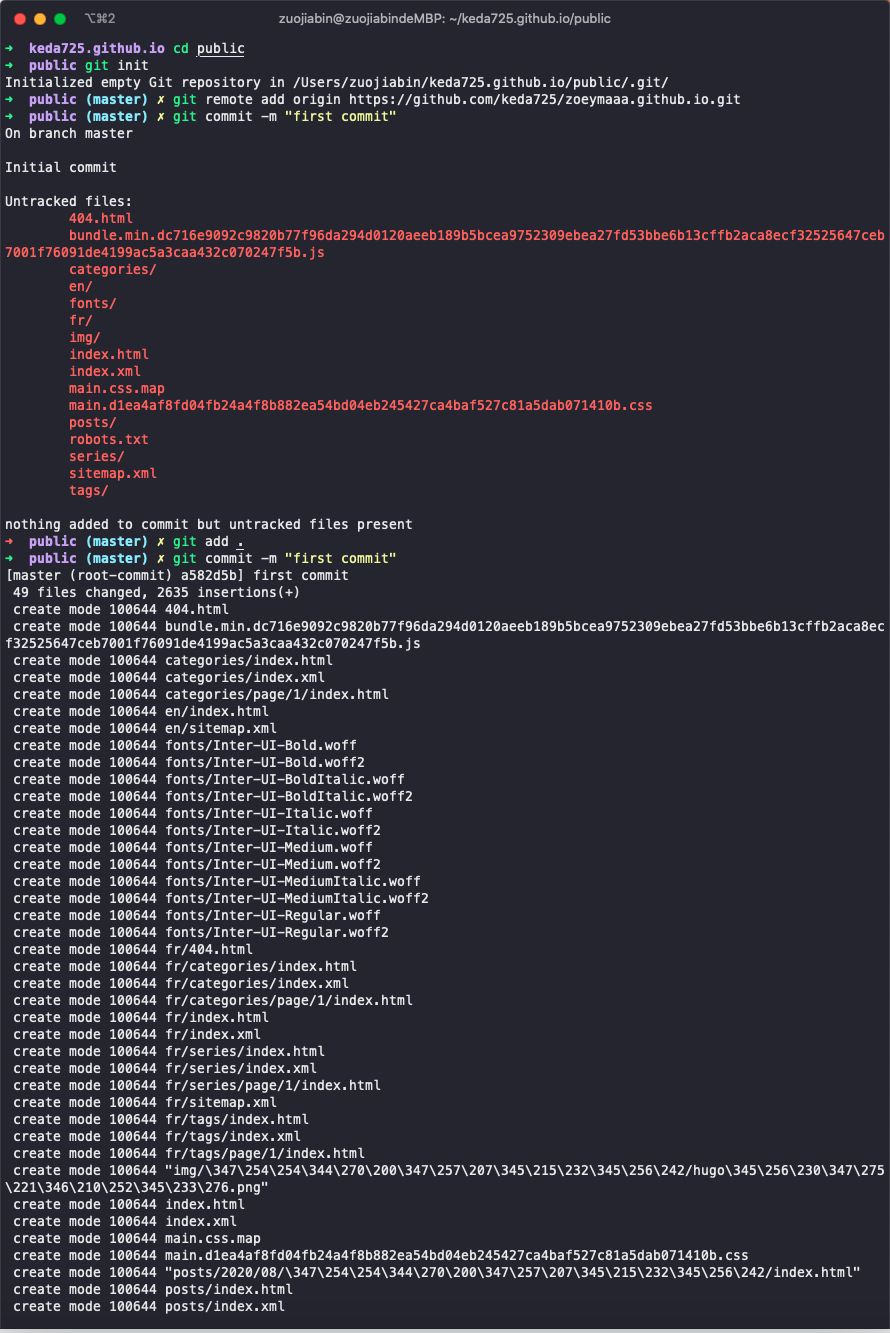 ⌥⌘2 zuojiabin@zuojiabindeMBP: ~/keda725.github.io/public
➜ keda725.github.io cd public
➜ public git init
Initialized empty Git repository in /Users/zuojiabin/keda725.github.io/public/.git/
➜ public (master) ✗ git remote add origin https://github.com/keda725/zoeymaaa.github.io.git
➜ public (master) ✗ git commit -m "first commit"
On branch master
Initial commit
Untracked files:
404.html
bundle.min.dc716e9092c9820b77f96da294d0120aeeb189b5bcea9752309ebea27fd53bbe6b13cffb2aca8ecf32525647ceb
7001f76091de4199ac5a3caa432c070247f5b.js
categories/
en/
fonts/
fr/
img/
index.html
index.xml
main.css.map
main.d1ea4af8fd04fb24a4f8b882ea54bd04eb245427ca4baf527c81a5dab071410b.css
posts/
robots.txt
series/
sitemap.xml
tags/
nothing added to commit but untracked files present
➜ public (master) ✗ git add .
➜ public (master) ✗ git commit -m "first commit"
[master (root-commit) a582d5b] first commit
49 files changed, 2635 insertions(+)
create mode 100644 404.html
create mode 100644 bundle.min.dc716e9092c9820b77f96da294d0120aeeb189b5bcea9752309ebea27fd53bbe6b13cffb2aca8ec
f32525647ceb7001f76091de4199ac5a3caa432c070247f5b.js
create mode 100644 categories/index.html
create mode 100644 categories/index.xml
create mode 100644 categories/page/1/index.html
create mode 100644 en/index.html
create mode 100644 en/sitemap.xml
create mode 100644 fonts/Inter-UI-Bold.woff
create mode 100644 fonts/Inter-UI-Bold.woff2
create mode 100644 fonts/Inter-UI-BoldItalic.woff
create mode 100644 fonts/Inter-UI-BoldItalic.woff2
create mode 100644 fonts/Inter-UI-Italic.woff
create mode 100644 fonts/Inter-UI-Italic.woff2
create mode 100644 fonts/Inter-UI-Medium.woff
create mode 100644 fonts/Inter-UI-Medium.woff2
create mode 100644 fonts/Inter-UI-MediumItalic.woff
create mode 100644 fonts/Inter-UI-MediumItalic.woff2
create mode 100644 fonts/Inter-UI-Regular.woff
create mode 100644 fonts/Inter-UI-Regular.woff2
create mode 100644 fr/404.html
create mode 100644 fr/categories/index.html
create mode 100644 fr/categories/index.xml
create mode 100644 fr/categories/page/1/index.html
create mode 100644 fr/index.html
create mode 100644 fr/index.xml
create mode 100644 fr/series/index.html
create mode 100644 fr/series/index.xml
create mode 100644 fr/series/page/1/index.html
create mode 100644 fr/sitemap.xml
create mode 100644 fr/tags/index.html
create mode 100644 fr/tags/index.xml
create mode 100644 fr/tags/page/1/index.html
create mode 100644 "img/\347\254\254\344\270\200\347\257\207\345\215\232\345\256\242/hugo\345\256\230\347\275
\221\346\210\252\345\233\276.png"
create mode 100644 index.html
create mode 100644 index.xml
create mode 100644 main.css.map
create mode 100644 main.d1ea4af8fd04fb24a4f8b882ea54bd04eb245427ca4baf527c81a5dab071410b.css
create mode 100644 "posts/2020/08/\347\254\254\344\270\200\347\257\207\345\215\232\345\256\242/index.html"
create mode 100644 posts/index.html
create mode 100644 posts/index.xml